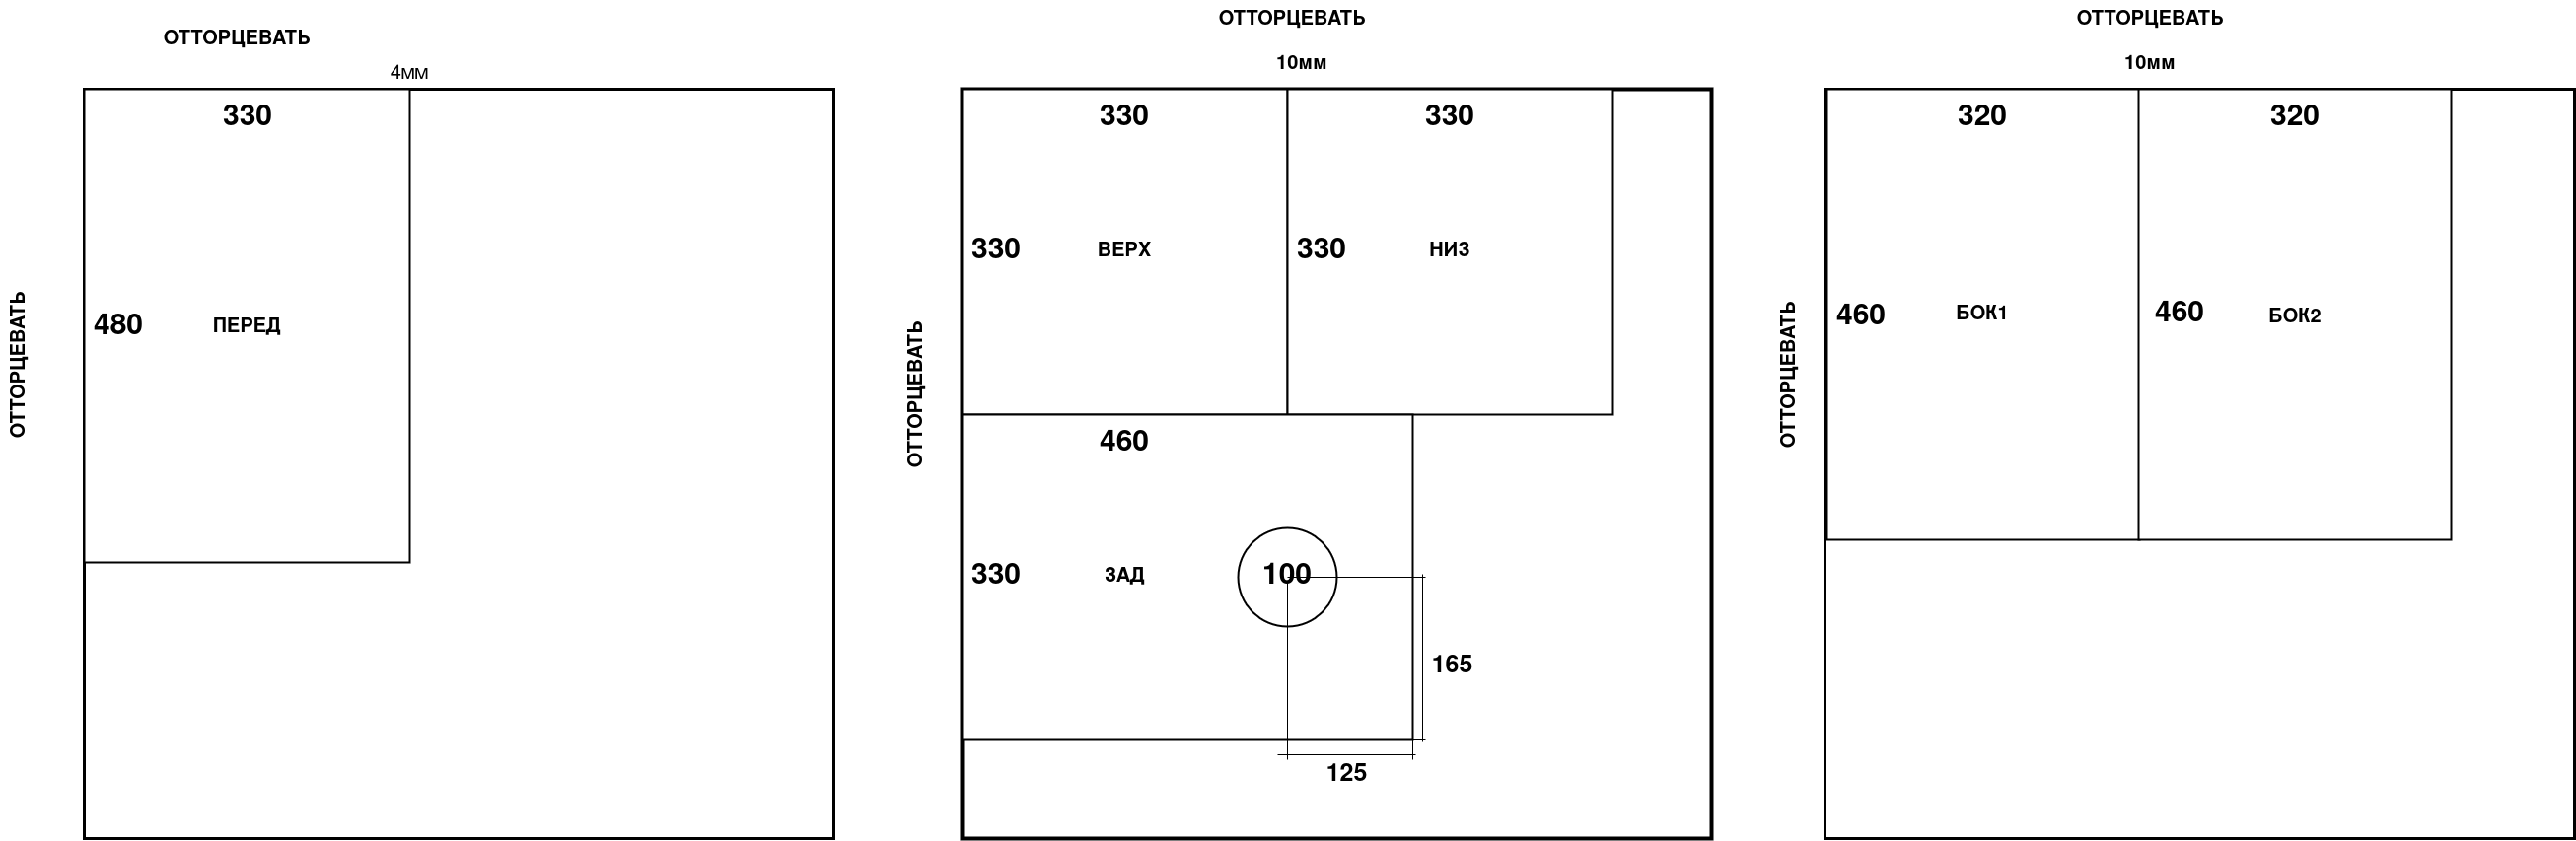 ОТТОРЦЕВАТЬ
4мм
330
480
ПЕРЕД
ОТТОРЦЕВАТЬ
ОТТОРЦЕВАТЬ
10мм
330
330
330
ВЕРХ
330
НИЗ
ОТТОРЦЕВАТЬ
460
330
ЗАД
100
165
125
ОТТОРЦЕВАТЬ
10мм
320
320
460
БОК1
460
БОК2
ОТТОРЦЕВАТЬ